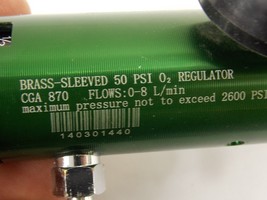 BRASS-SLEEVED 50 PSI O₂ REGULATOR
CGA 870 FLOWS:0-8 L/min
maximum pressure not to exceed 2600 PSI
140301440